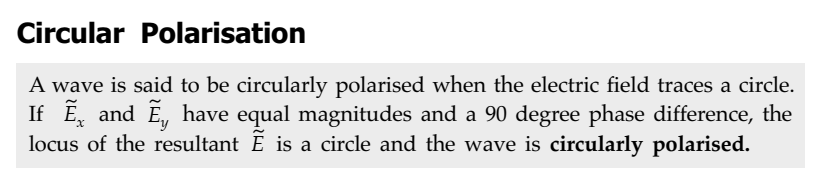 Circular Polarisation
A wave is said to be circularly polarised when the electric field traces a circle.
If Ẽₓ and Ẽᵧ have equal magnitudes and a 90 degree phase difference, the
locus of the resultant Ẽ is a circle and the wave is circularly polarised.